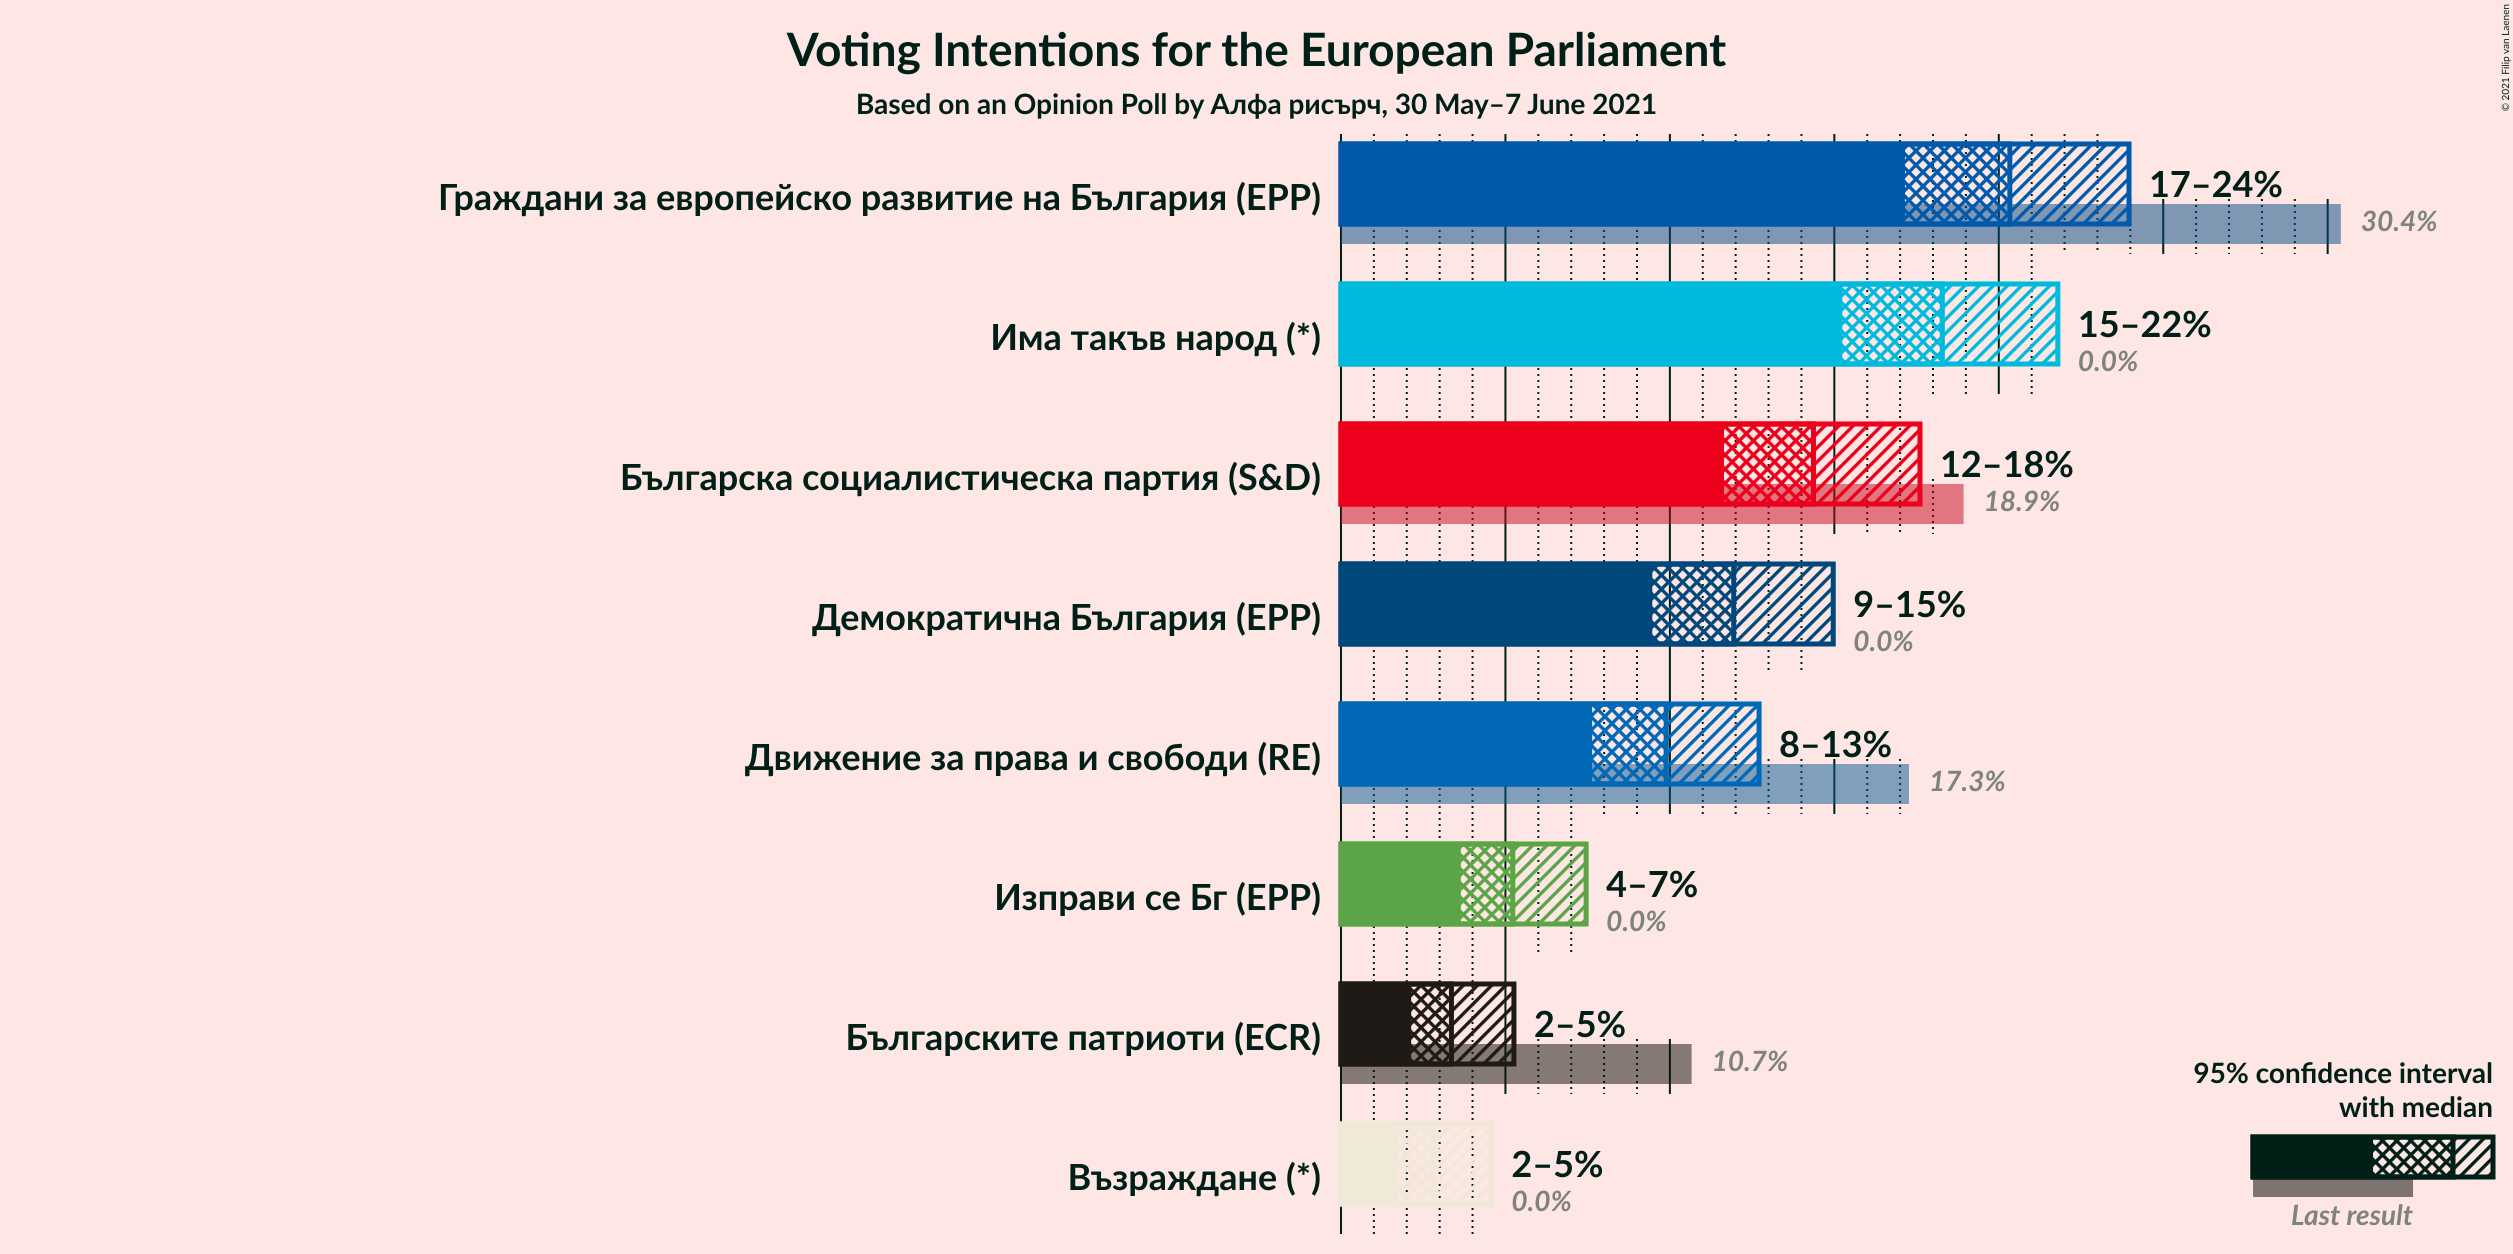 Voting Intentions for the European Parliament
Based on an Opinion Poll by Алфа рисърч, 30 May–7 June 2021
© 2021 Filip van Laenen
Граждани за европейско развитие на България (EPP)
17–24%
30.4%
Има такъв народ (*)
15–22%
0.0%
Българска социалистическа партия (S&D)
12–18%
18.9%
Демократична България (EPP)
9–15%
0.0%
Движение за права и свободи (RE)
8–13%
17.3%
Изправи се Бг (EPP)
4–7%
0.0%
Българските патриоти (ECR)
2–5%
10.7%
Възраждане (*)
2–5%
0.0%
95% confidence interval
with median
Last result